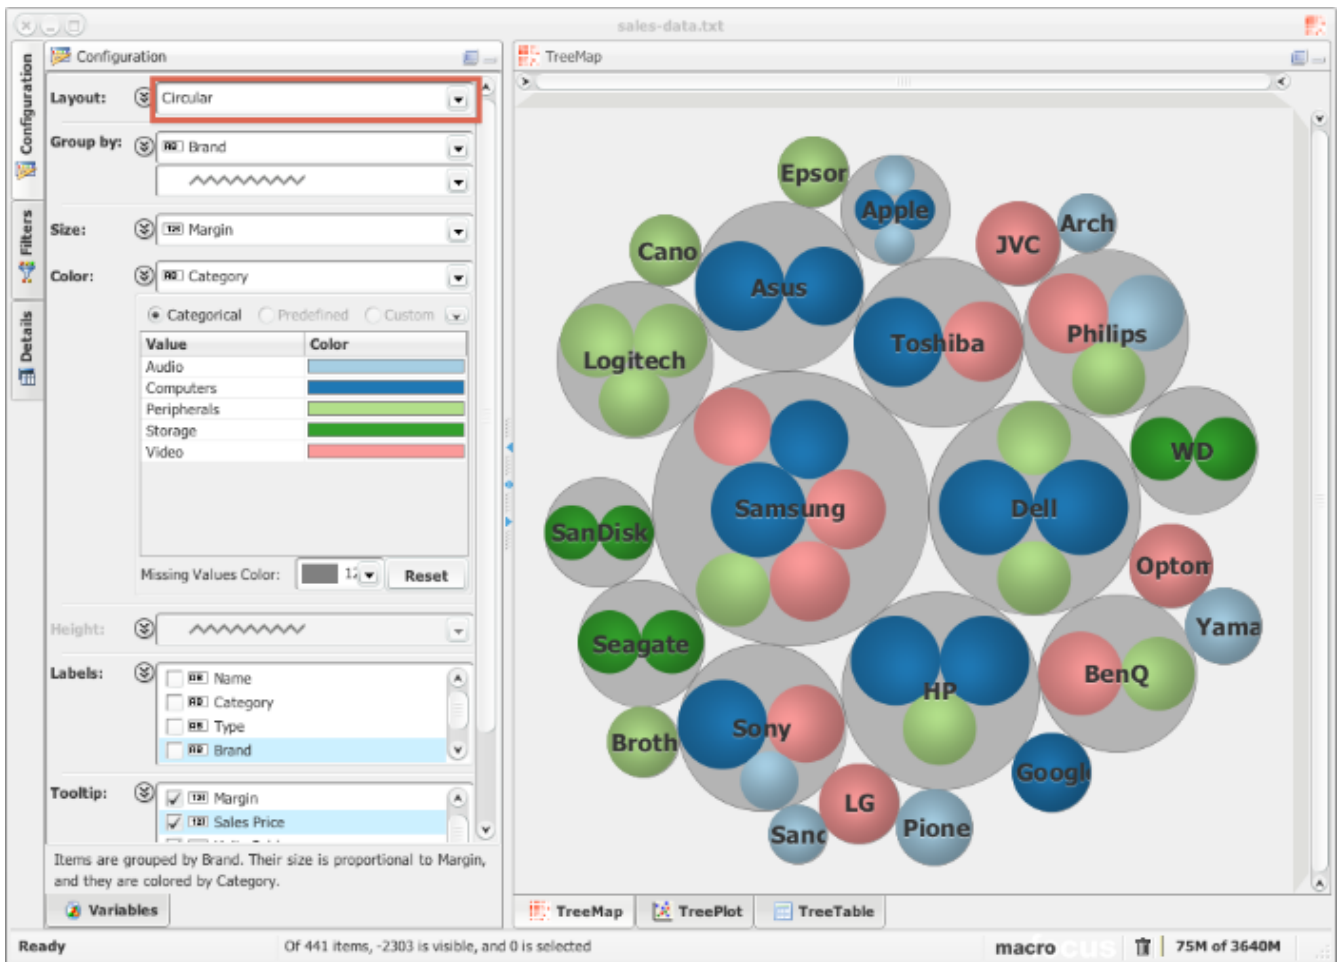 sales-data.txt
Configuration
Filters
Details
Configuration
Layout: Circular
Group by: Brand
Size: Margin
Color: Category
Categorical Predefined Custom
Value Color
Audio
Computers
Peripherals
Storage
Video
Missing Values Color: Reset
Height:
Labels: Name
Category
Type
Brand
Tooltip: Margin
Sales Price
Items are grouped by Brand. Their size is proportional to Margin,
and they are colored by Category.
Variables
TreeMap
Epsor
Apple
Arch
JVC
Cano
Asus
Toshiba
Philips
Logitech
WD
Samsung
Dell
SanDisk
Opton
Yama
Seagate
BenQ
HP
Sony
Broth
Googl
LG
Sanc
Pione
TreeMap TreePlot TreeTable
Ready Of 441 items, -2303 is visible, and 0 is selected macrocus 75M of 3640M